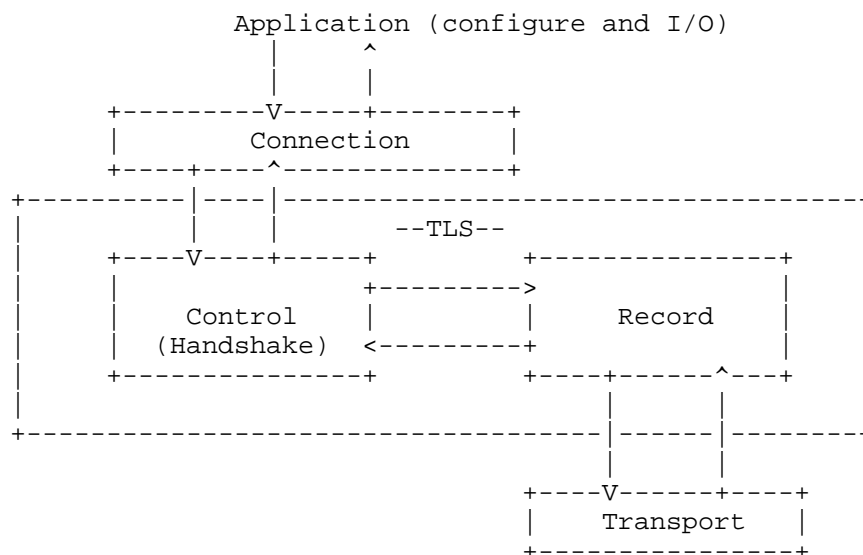 Application (configure and I/O)
Connection
--TLS--
Control
Record
(Handshake)
Transport